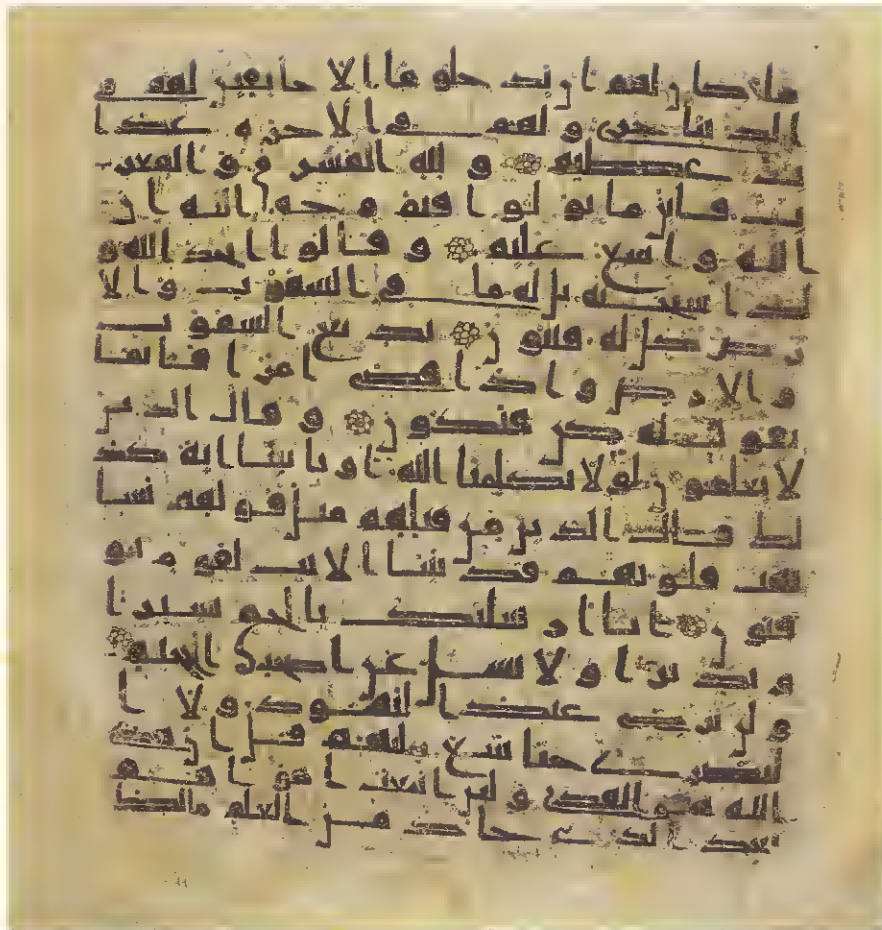 ما كان لهم ان يدخلوها الا خايفين لهم في
الدنيا خزي ولهم في الاخرة عذا
ب عظيم ۝ ولله المشرق والمغر
ب فاينما تولوا فثم وجه الله ان
الله واسع عليم ۝ وقالوا اتخذ الله و
لدا سبحنه بل له ما في السموت والا
رض كل له قنتون ۝ بديع السموت
والارض واذا قضى امرا فانما
يقول له كن فيكون ۝ وقال الذين
لا يعلمون لولا يكلمنا الله او تاتينا اية كذ
لك قال الذين من قبلهم مثل قولهم تشا
بهت قلوبهم قد بينا الايت لقوم يو
قنون ۝ انا ارسلنك بالحق بشيرا
ونذيرا ولا تسل عن اصحب الجحيم ۝
ولن ترضى عنك اليهود ولا ا
لنصرى حتا تتبع ملتهم قل ان هدى
الله هو الهدى ولين اتبعت اهواهم
بعد الذي جاك من العلم ما لك